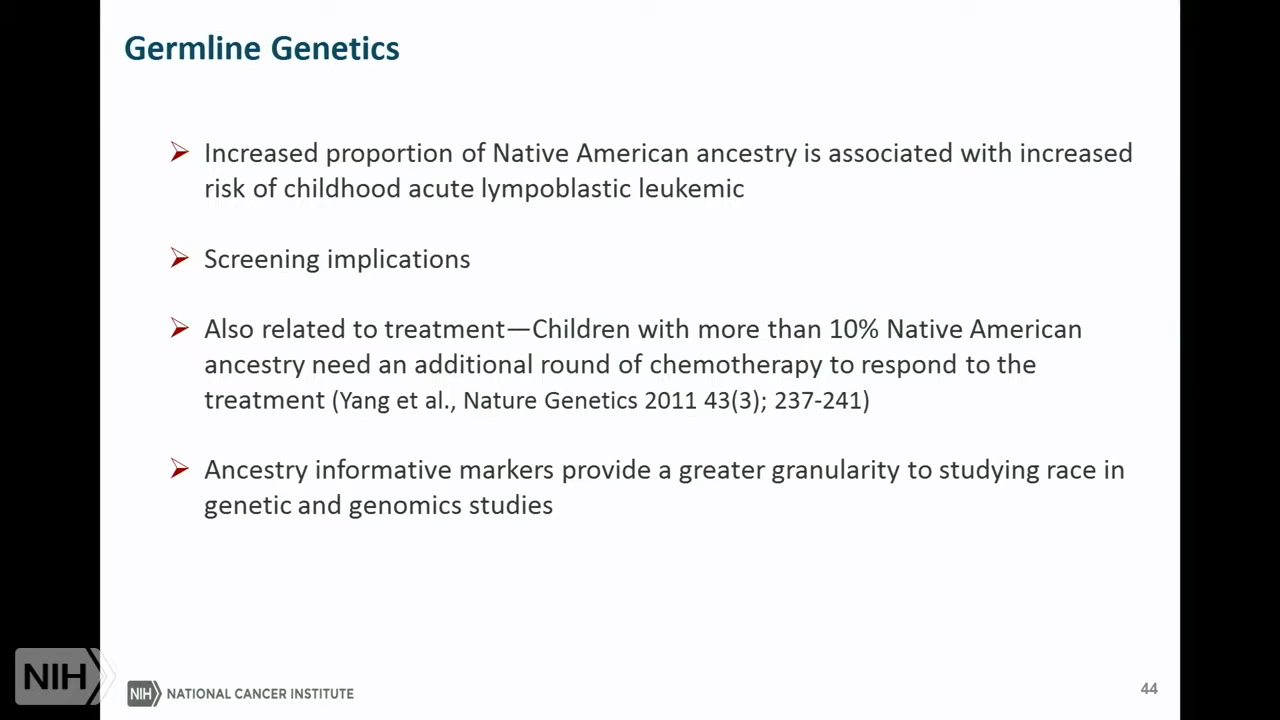 Germline Genetics
Increased proportion of Native American ancestry is associated with increased
risk of childhood acute lympoblastic leukemic
Screening implications
Also related to treatment—Children with more than 10% Native American
ancestry need an additional round of chemotherapy to respond to the
treatment (Yang et al., Nature Genetics 2011 43(3); 237-241)
Ancestry informative markers provide a greater granularity to studying race in
genetic and genomics studies
NIH
NIH NATIONAL CANCER INSTITUTE
44